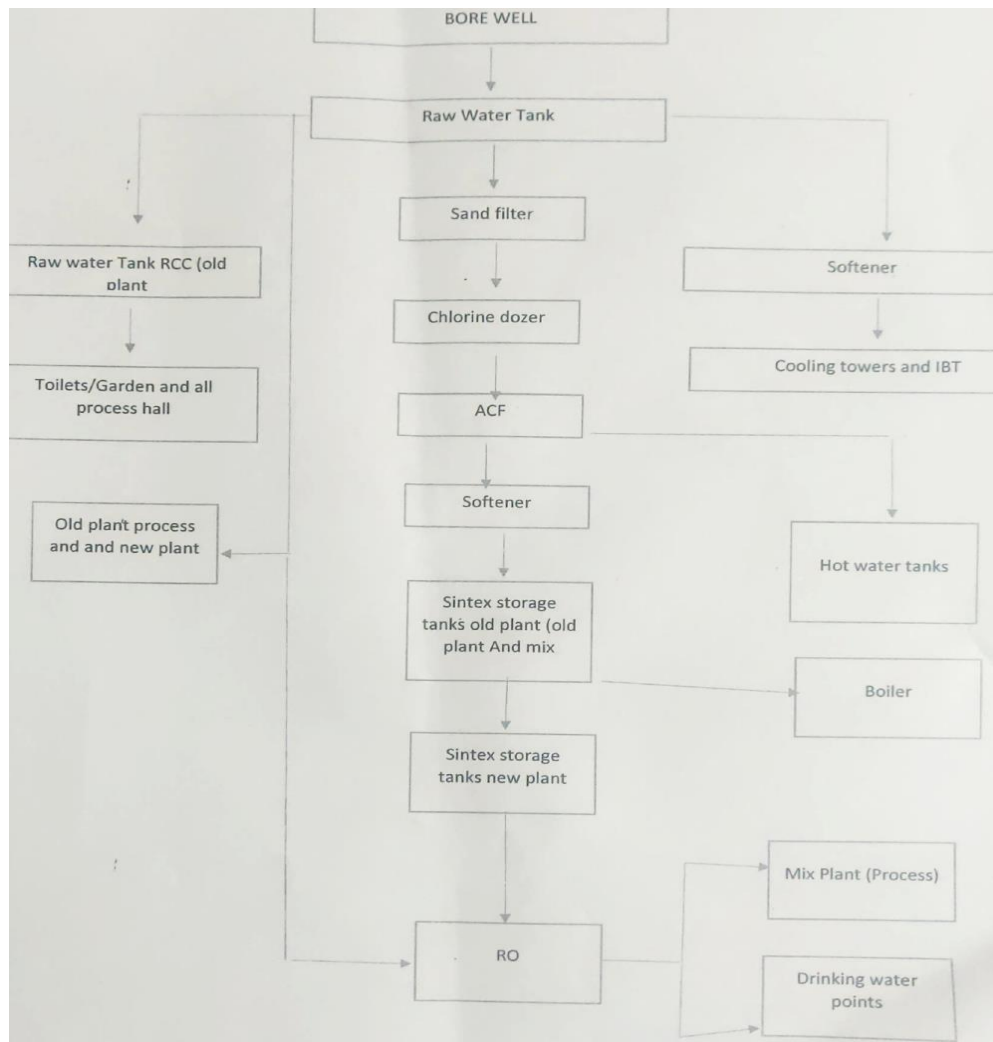 BORE WELL
Raw Water Tank
Sand filter
Raw water Tank RCC (old
plant
Softener
Chlorine dozer
Cooling towers and IBT
Toilets/Garden and all
process hall
ACF
Softener
Old plant process
and and new plant
Hot water tanks
Sintex storage
tanks old plant (old
plant And mix
Boiler
Sintex storage
tanks new plant
Mix Plant (Process)
RO
Drinking water
points